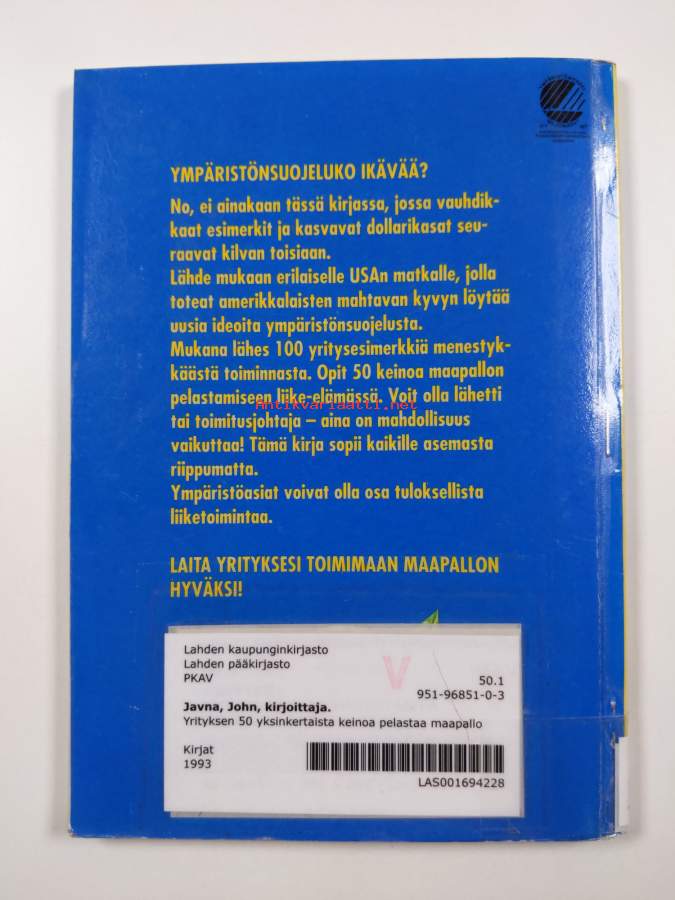 YMPÄRISTÖNSUOJELUKO IKÄVÄÄ?
No, ei ainakaan tässä kirjassa, jossa vauhdik-
kaat esimerkit ja kasvavat dollarikasat seu-
raavat kilvan toisiaan.
Lähde mukaan erilaiselle USAn matkalle, jolla
toteat amerikkalaisten mahtavan kyvyn löytää
uusia ideoita ympäristönsuojelusta.
Mukana lähes 100 yritysesimerkkiä menestyk-
käästä toiminnasta. Opit 50 keinoa maapallon
pelastamiseen liike-elämässä. Voit olla lähetti
Antikvariaatti.net
tai toimitusjohtaja – aina on mahdollisuus
vaikuttaa! Tämä kirja sopii kaikille asemasta
riippumatta.
Ympäristöasiat voivat olla osa tuloksellista
liiketoimintaa.
LAITA YRITYKSESI TOIMIMAAN MAAPALLON
HYVÄKSI!
Lahden kaupunginkirjasto
Lahden pääkirjasto
PKAV
V
50.1
951-96851-0-3
Javna, John, kirjoittaja.
Yrityksen 50 yksinkertaista keinoa pelastaa maapallo
Kirjat
1993
LAS001694228